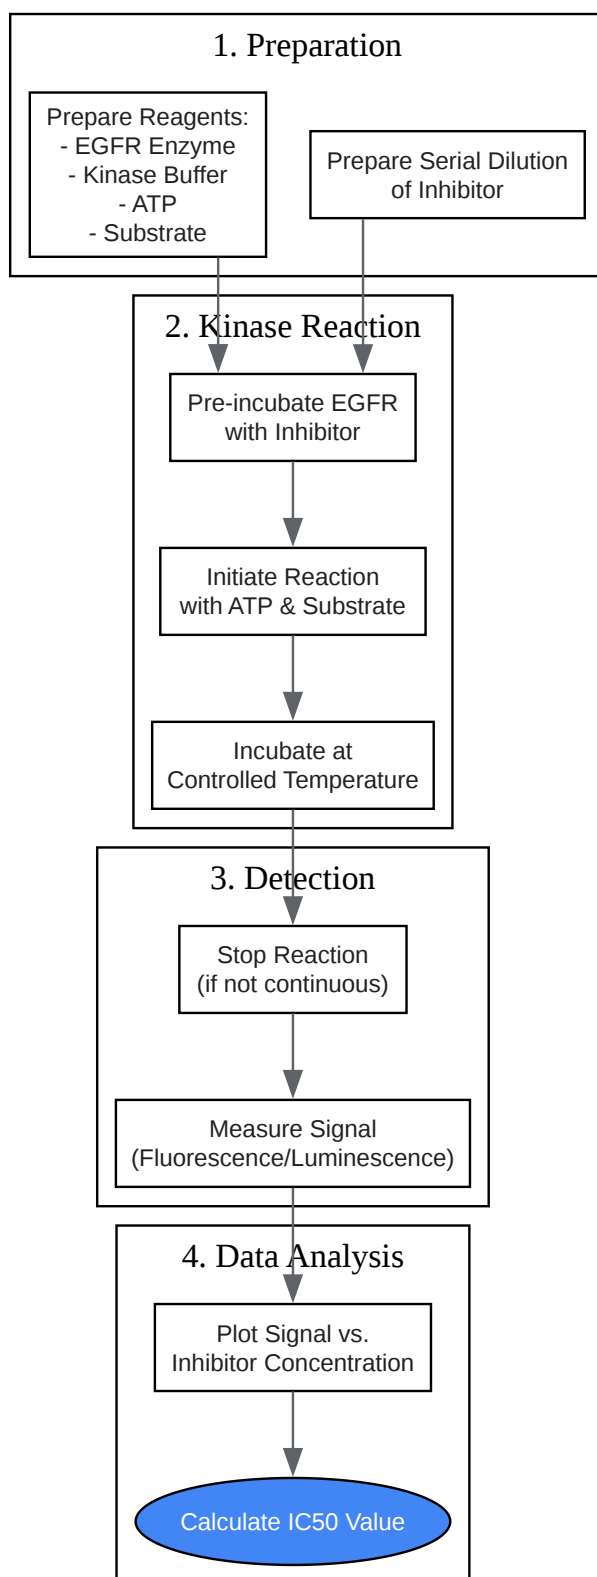 1. Preparation
Prepare Reagents:
- EGFR Enzyme
- Kinase Buffer
- ATP
- Substrate
Prepare Serial Dilution
of Inhibitor
2. Kinase Reaction
Pre-incubate EGFR
with Inhibitor
Initiate Reaction
with ATP & Substrate
Incubate at
Controlled Temperature
3. Detection
Stop Reaction
(if not continuous)
Measure Signal
(Fluorescence/Luminescence)
4. Data Analysis
Plot Signal vs.
Inhibitor Concentration
Calculate IC50 Value